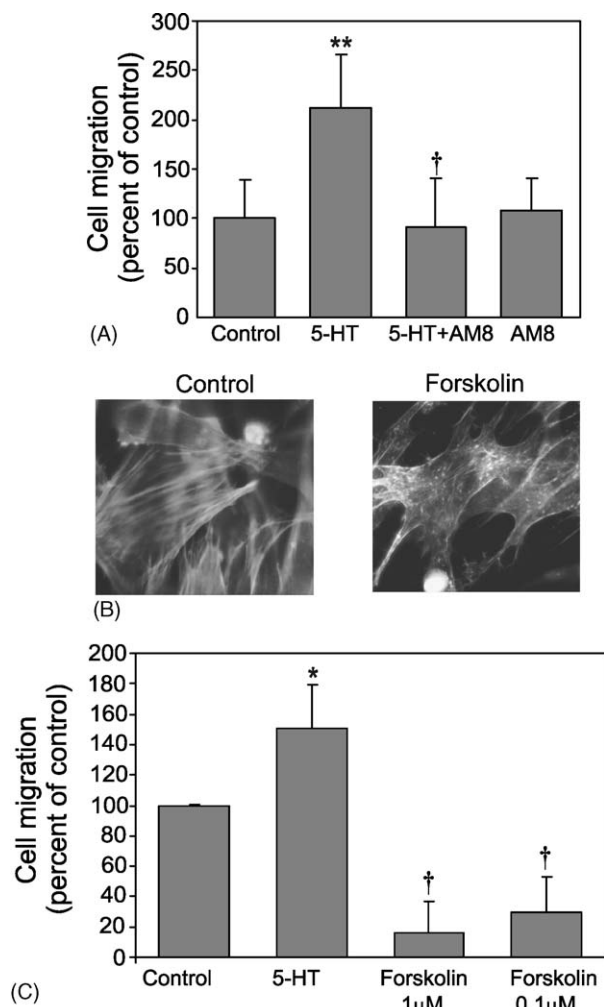 300
250
200
150
100
50
0
Cell migration
(percent of control)
**
†
Control 5-HT 5-HT+AM8 AM8
(A)
Control Forskolin
(B)
200
180
160
140
120
100
80
60
40
20
0
Cell migration
(percent of control)
*
†
†
Control 5-HT Forskolin Forskolin
1µM 0.1µM
(C)